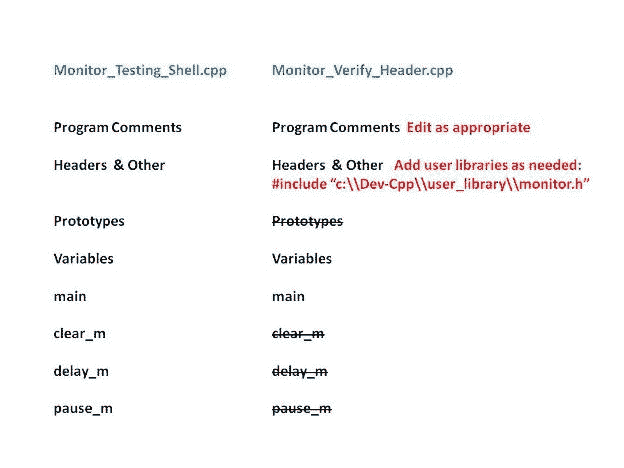 Monitor_Testing_Shell.cpp Monitor_Verify_Header.cpp
Program Comments Program Comments Edit as appropriate
Headers & Other Headers & Other Add user libraries as needed:
#include “c:\\Dev-Cpp\\user_library\\monitor.h”
Prototypes Prototypes
Variables Variables
main main
clear_m clear_m
delay_m delay_m
pause_m pause_m